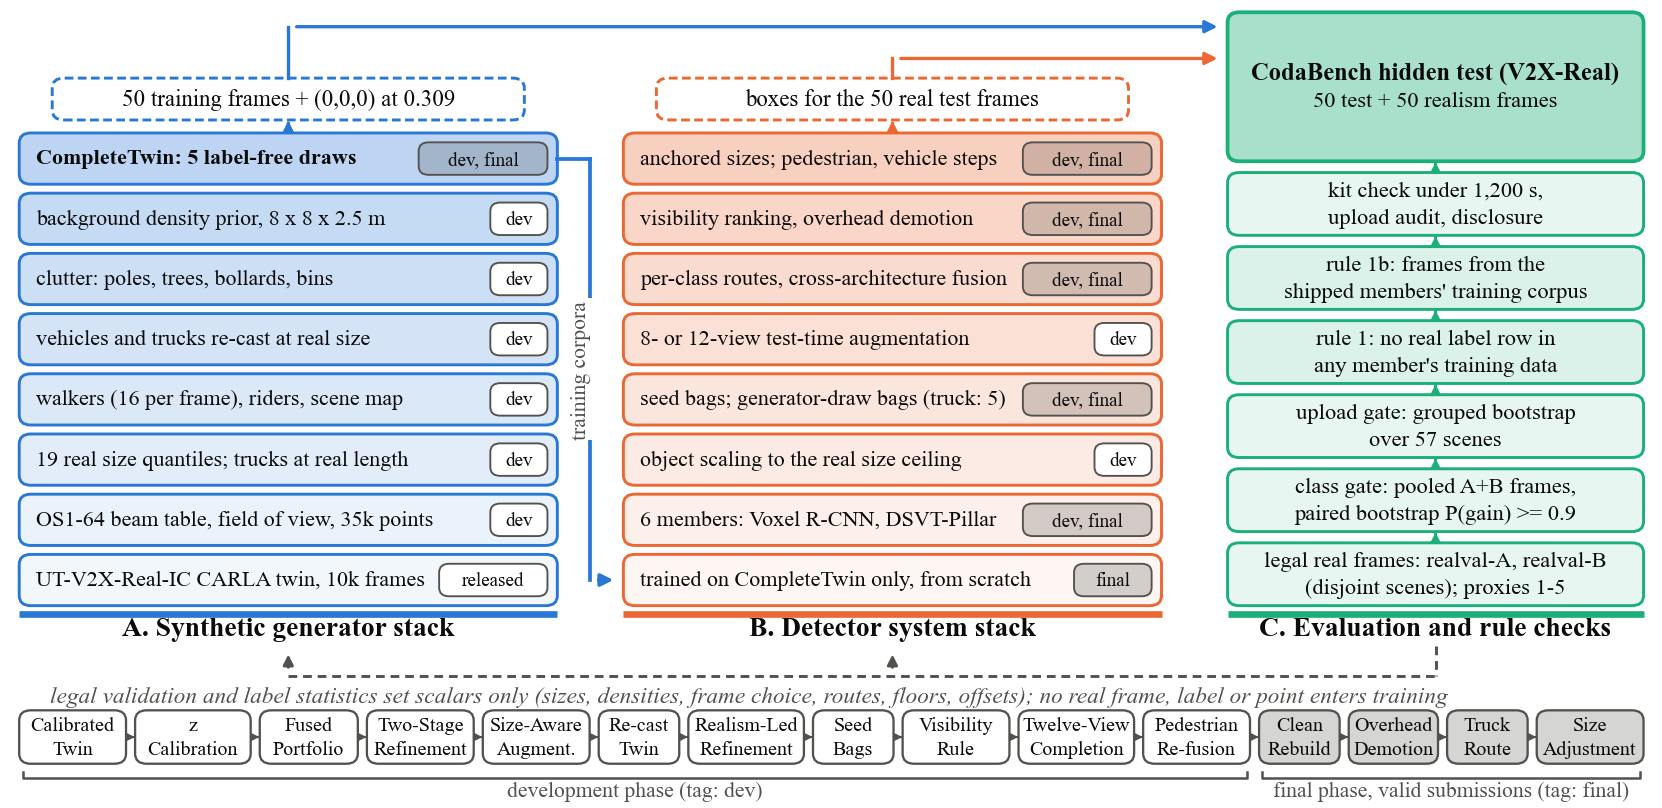 50 training frames + (0,0,0) at 0.309
CompleteTwin: 5 label-free draws
dev, final
background density prior, 8 x 8 x 2.5 m
dev
clutter: poles, trees, bollards, bins
dev
vehicles and trucks re-cast at real size
dev
walkers (16 per frame), riders, scene map
dev
19 real size quantiles; trucks at real length
dev
OS1-64 beam table, field of view, 35k points
dev
UT-V2X-Real-IC CARLA twin, 10k frames
released
A. Synthetic generator stack
training corpora
boxes for the 50 real test frames
anchored sizes; pedestrian, vehicle steps
dev, final
visibility ranking, overhead demotion
dev, final
per-class routes, cross-architecture fusion
dev, final
8- or 12-view test-time augmentation
dev
seed bags; generator-draw bags (truck: 5)
dev, final
object scaling to the real size ceiling
dev
6 members: Voxel R-CNN, DSVT-Pillar
dev, final
trained on CompleteTwin only, from scratch
final
B. Detector system stack
CodaBench hidden test (V2X-Real)
50 test + 50 realism frames
kit check under 1,200 s,
upload audit, disclosure
rule 1b: frames from the
shipped members' training corpus
rule 1: no real label row in
any member's training data
upload gate: grouped bootstrap
over 57 scenes
class gate: pooled A+B frames,
paired bootstrap P(gain) >= 0.9
legal real frames: realval-A, realval-B
(disjoint scenes); proxies 1-5
C. Evaluation and rule checks
legal validation and label statistics set scalars only (sizes, densities, frame choice, routes, floors, offsets); no real frame, label or point enters training
Calibrated
Twin
z
Calibration
Fused
Portfolio
Two-Stage
Refinement
Size-Aware
Augment.
Re-cast
Twin
Realism-Led
Refinement
Seed
Bags
Visibility
Rule
Twelve-View
Completion
Pedestrian
Re-fusion
Clean
Rebuild
Overhead
Demotion
Truck
Route
Size
Adjustment
development phase (tag: dev)
final phase, valid submissions (tag: final)